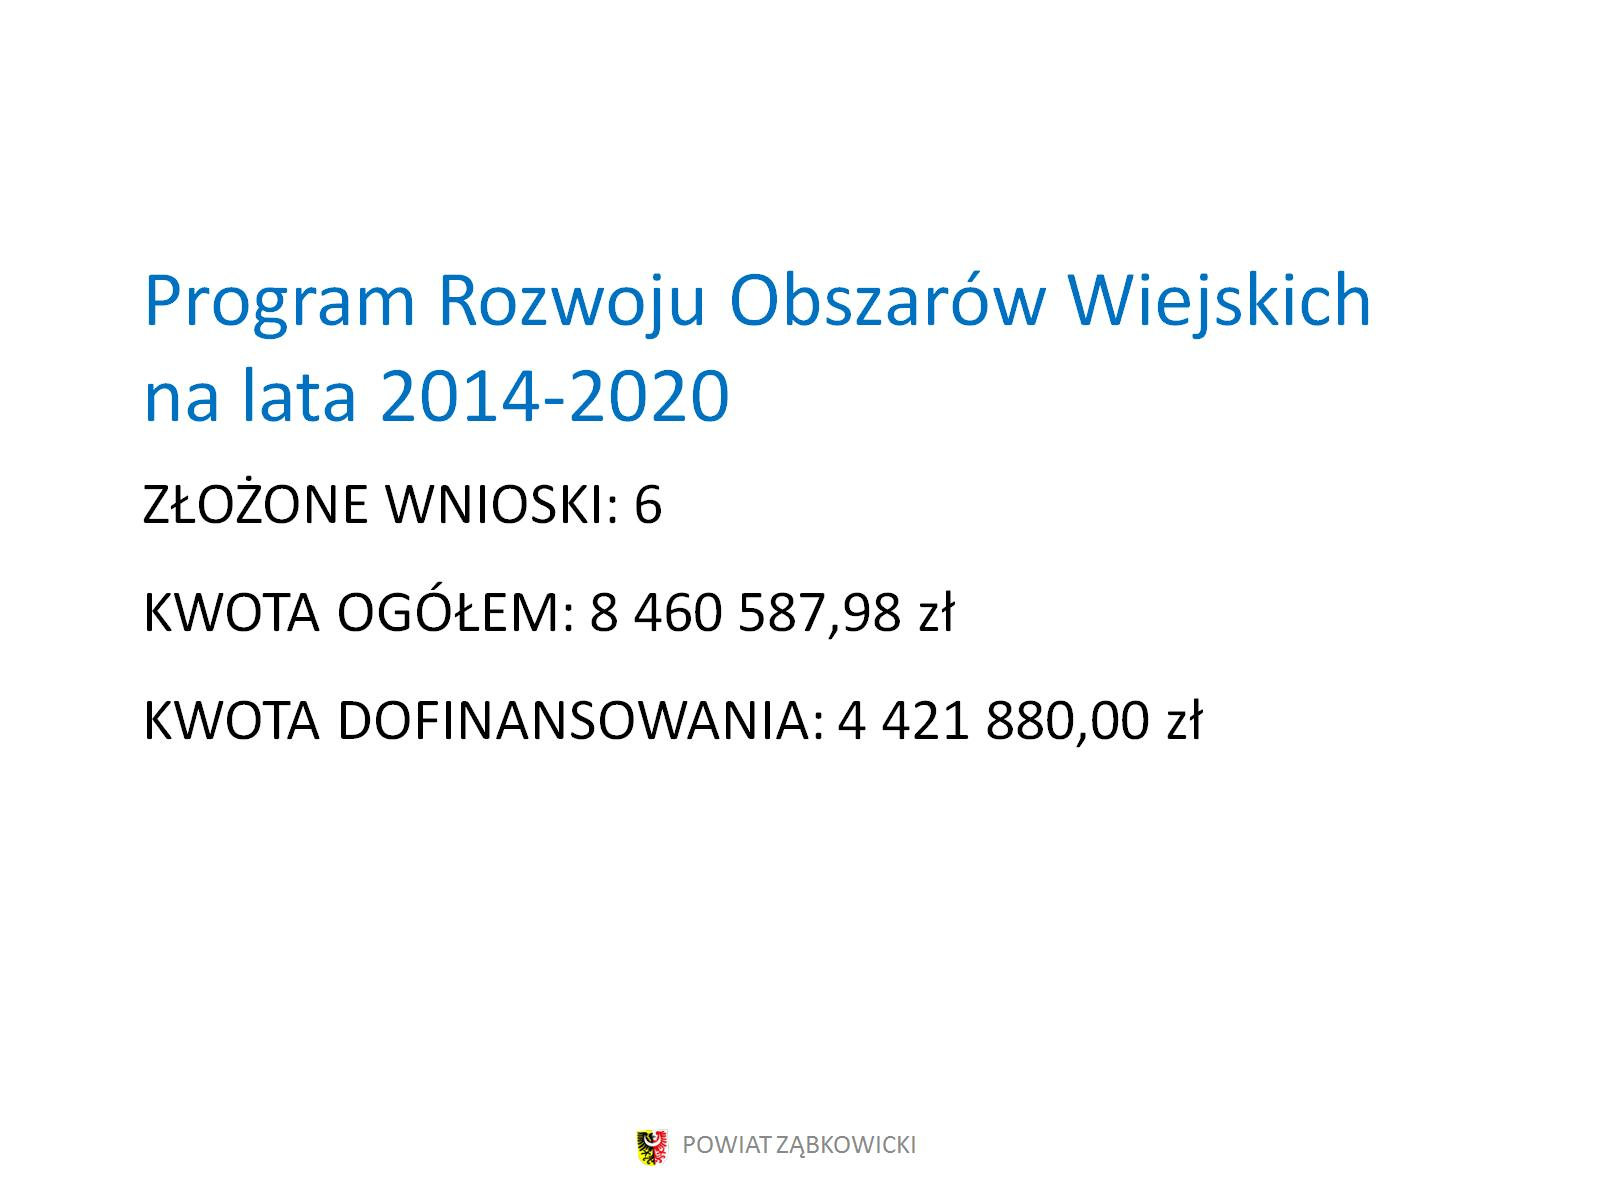 Program Rozwoju Obszarów Wiejskich
na lata 2014-2020
ZŁOŻONE WNIOSKI: 6
KWOTA OGÓŁEM: 8 460 587,98 zł
KWOTA DOFINANSOWANIA: 4 421 880,00 zł
POWIAT ZĄBKOWICKI